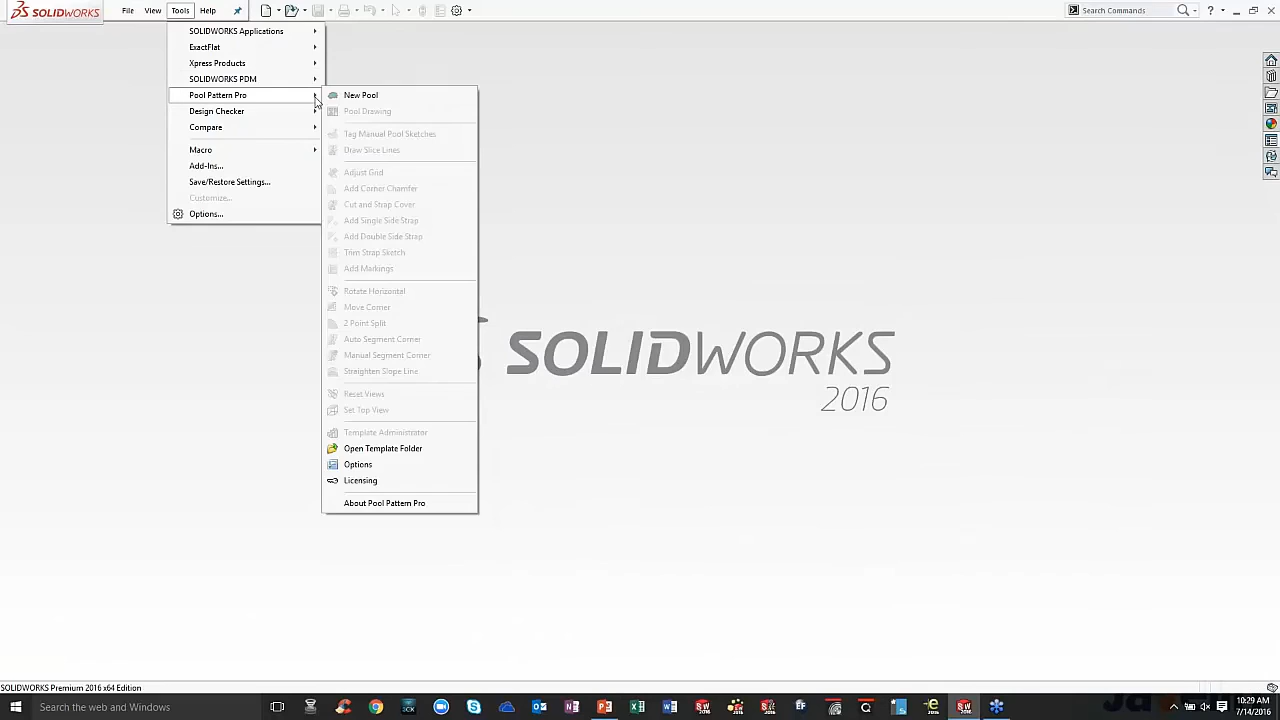 SOLIDWORKS
File
View
Tools
Help
Search Commands
SOLIDWORKS Applications
ExactFlat
Xpress Products
SOLIDWORKS PDM
Pool Pattern Pro
Design Checker
Compare
Macro
Add-Ins...
Save/Restore Settings...
Customize...
Options...
New Pool
Pool Drawing
Tag Manual Pool Sketches
Draw Slice Lines
Adjust Grid
Add Corner Chamfer
Cut and Strap Cover
Add Single Side Strap
Add Double Side Strap
Trim Strap Sketch
Add Markings
Rotate Horizontal
Move Corner
2 Point Split
Auto Segment Corner
Manual Segment Corner
Streighten Slope Line
Reset Views
Set Top View
Template Administrator
Open Template Folder
Options
Licensing
About Pool Pattern Pro
SOLIDWORKS
2016
SOLIDWORKS Premium 2016 x64 Edition
Search the web and Windows
10:29 AM
7/14/2016